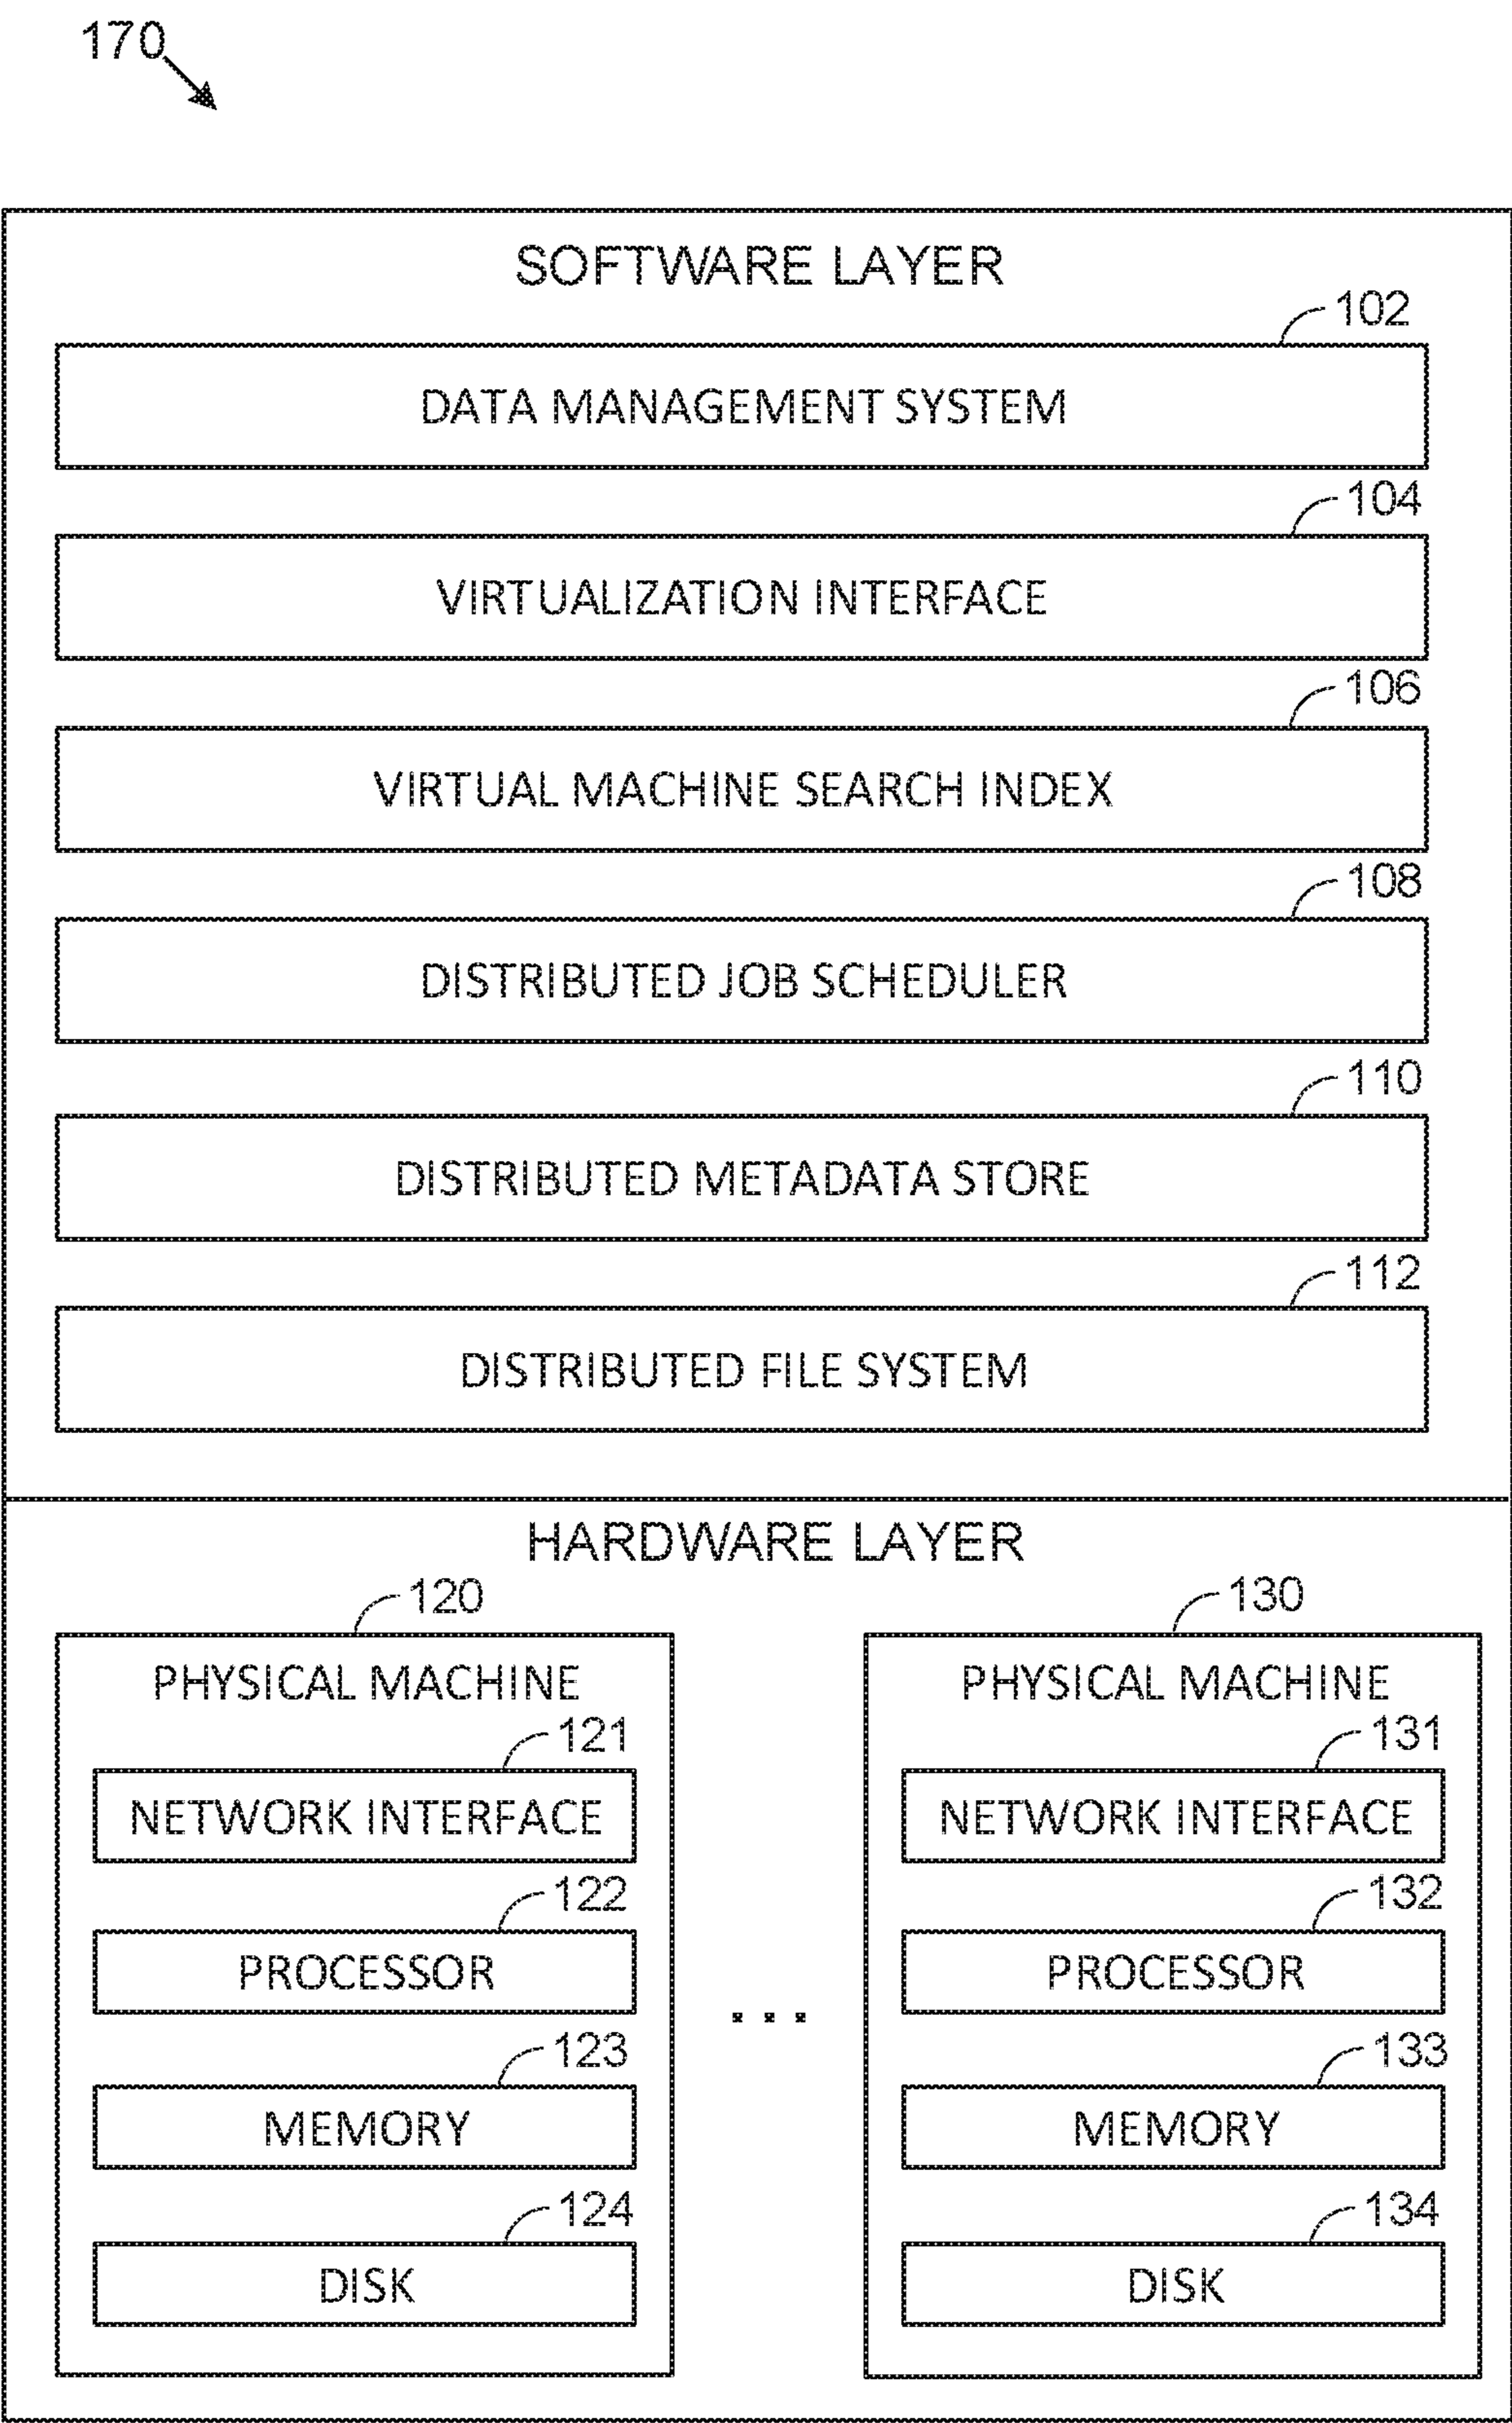 170
SOFTWARE LAYER
102
DATA MANAGEMENT SYSTEM
104
VIRTUALIZATION INTERFACE
106
VIRTUAL MACHINE SEARCH INDEX
108
DISTRIBUTED JOB SCHEDULER
110
DISTRIBUTED METADATA STORE
112
DISTRIBUTED FILE SYSTEM
HARDWARE LAYER
120
PHYSICAL MACHINE
121
NETWORK INTERFACE
122
PROCESSOR
123
MEMORY
124
DISK
. . .
130
PHYSICAL MACHINE
131
NETWORK INTERFACE
132
PROCESSOR
133
MEMORY
134
DISK